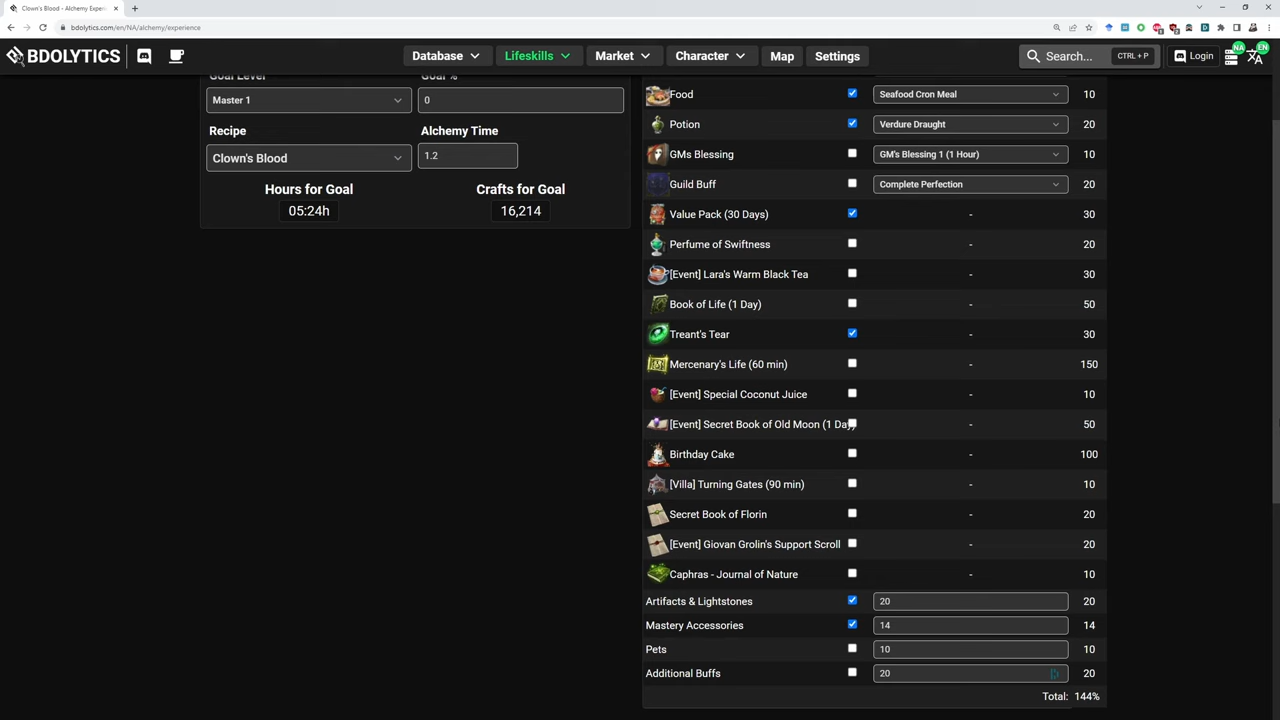 Clown's Blood - Alchemy Experie
bdolytics.com/en/NA/alchemy/experience
BDOLYTICS
Database
Lifeskills
Market
Character
Map
Settings
Search...
CTRL + P
Login
NA
EN
Goal Level
Goal %
Master 1
0
Recipe
Alchemy Time
Clown's Blood
1.2
Hours for Goal
Crafts for Goal
05:24h
16,214
Food Seafood Cron Meal 10
Potion Verdure Draught 20
GMs Blessing GM's Blessing 1 (1 Hour) 10
Guild Buff Complete Perfection 20
Value Pack (30 Days) - 30
Perfume of Swiftness - 20
[Event] Lara's Warm Black Tea - 30
Book of Life (1 Day) - 50
Treant's Tear - 30
Mercenary's Life (60 min) - 150
[Event] Special Coconut Juice - 10
[Event] Secret Book of Old Moon (1 Day) - 50
Birthday Cake - 100
[Villa] Turning Gates (90 min) - 10
Secret Book of Florin - 20
[Event] Giovan Grolin's Support Scroll - 20
Caphras - Journal of Nature - 10
Artifacts & Lightstones 20 20
Mastery Accessories 14 14
Pets 10 10
Additional Buffs 20 20
Total: 144%